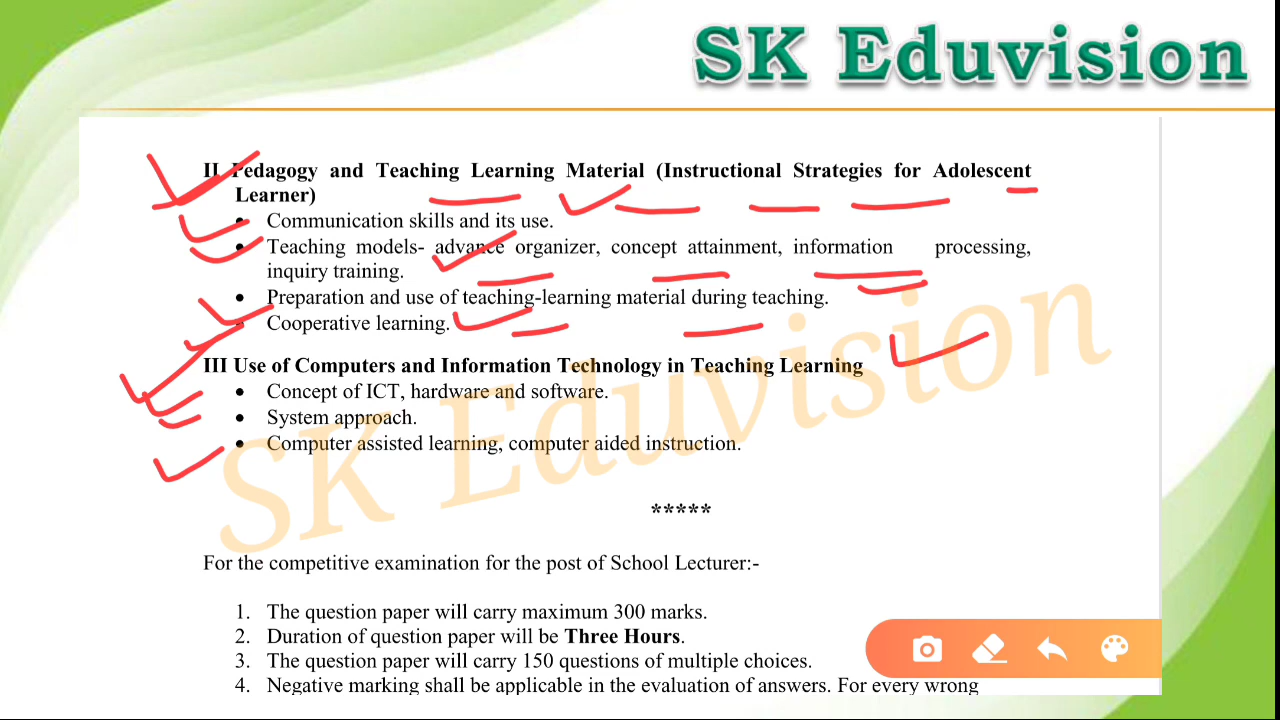 SK Eduvision
II Pedagogy and Teaching Learning Material (Instructional Strategies for Adolescent
Learner)
• Communication skills and its use.
• Teaching models- advance organizer, concept attainment, information processing,
inquiry training.
• Preparation and use of teaching-learning material during teaching.
• Cooperative learning.
III Use of Computers and Information Technology in Teaching Learning
• Concept of ICT, hardware and software.
• System approach.
• Computer assisted learning, computer aided instruction.
SK Eduvision
*****
For the competitive examination for the post of School Lecturer:-
1. The question paper will carry maximum 300 marks.
2. Duration of question paper will be Three Hours.
3. The question paper will carry 150 questions of multiple choices.
4. Negative marking shall be applicable in the evaluation of answers. For every wrong